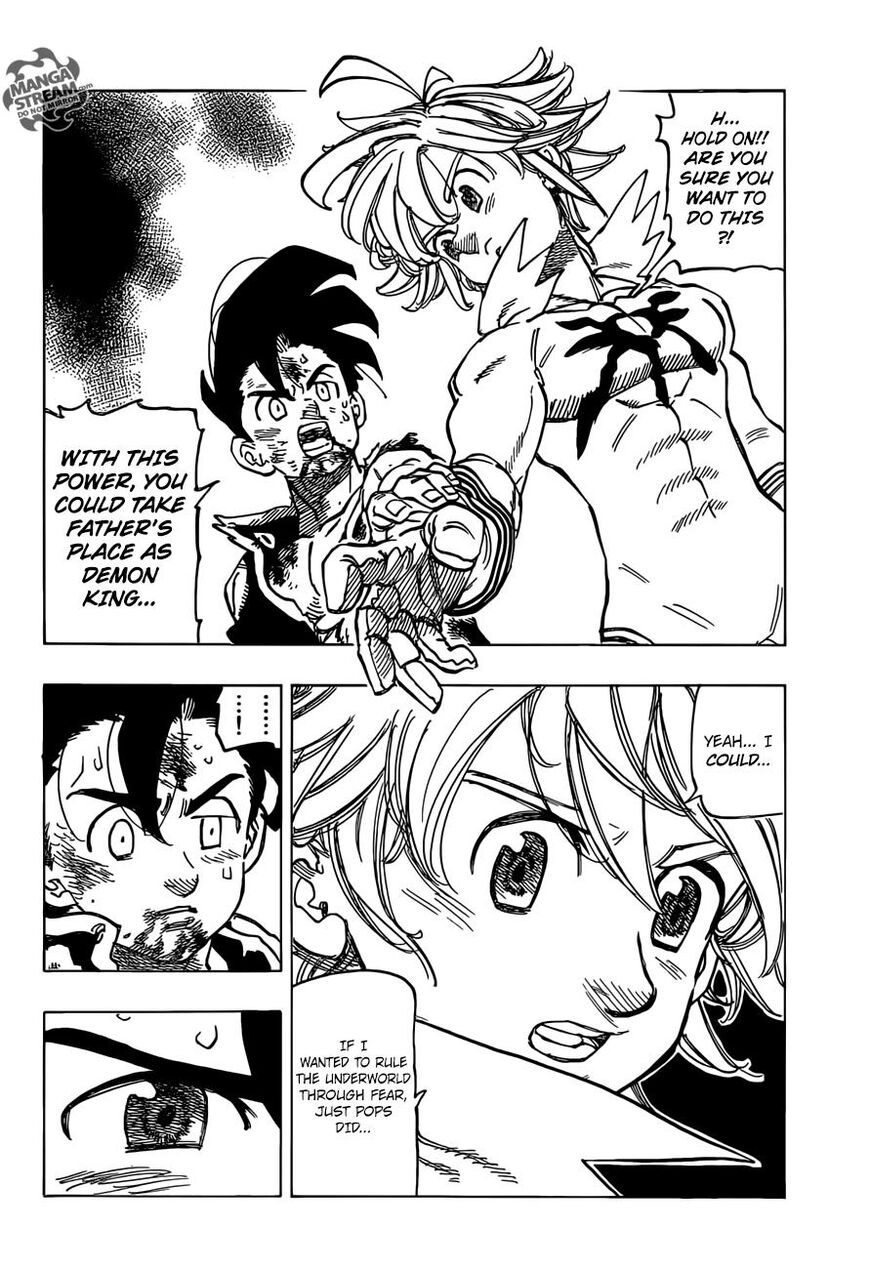 MANGA
STREAM.com
DO NOT MIRROR
H...
HOLD ON!!
ARE YOU
SURE YOU
WANT TO
DO THIS
?!
WITH THIS
POWER, YOU
COULD TAKE
FATHER'S
PLACE AS
DEMON
KING...
......!
YEAH... I
COULD...
IF I
WANTED TO RULE
THE UNDERWORLD
THROUGH FEAR,
JUST POPS
DID...